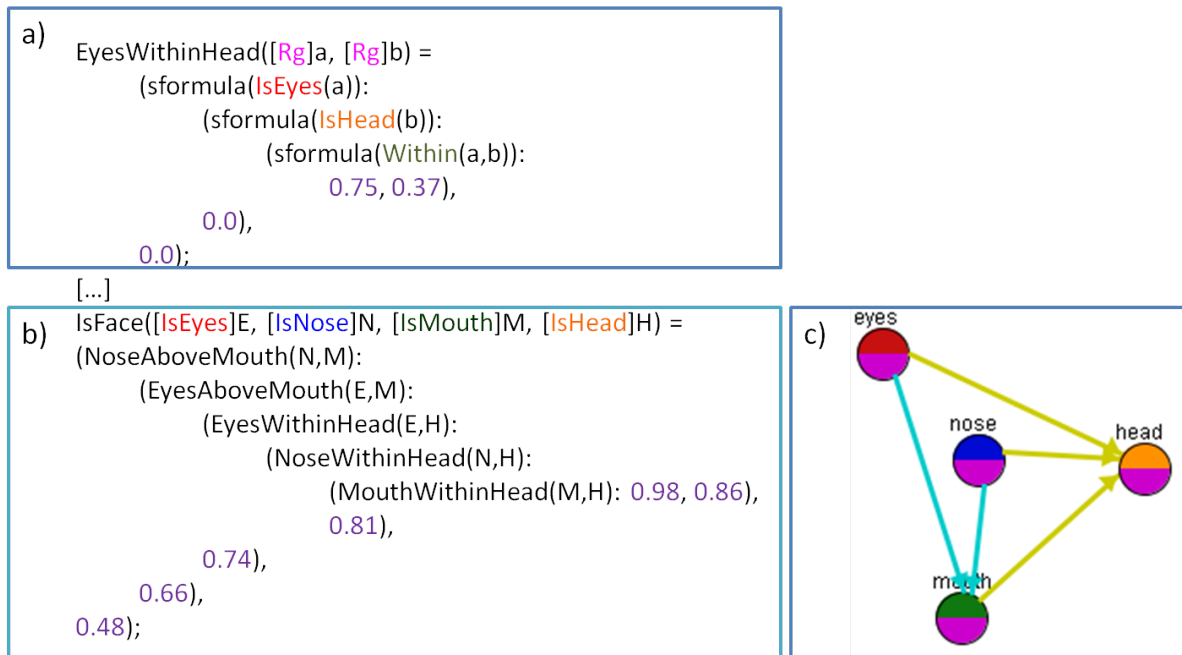 a)
EyesWithinHead([Rg]a, [Rg]b) =
(sformula(IsEyes(a)):
(sformula(IsHead(b)):
(sformula(Within(a,b)):
0.75, 0.37),
0.0),
0.0);
[...]
b)
IsFace([IsEyes]E, [IsNose]N, [IsMouth]M, [IsHead]H) =
(NoseAboveMouth(N,M):
(EyesAboveMouth(E,M):
(EyesWithinHead(E,H):
(NoseWithinHead(N,H):
(MouthWithinHead(M,H): 0.98, 0.86),
0.81),
0.74),
0.66),
0.48);
c)
eyes
nose
head
mouth